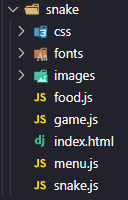 snake
css
fonts
images
JS food.js
JS game.js
dj index.html
JS menu.js
JS snake.js